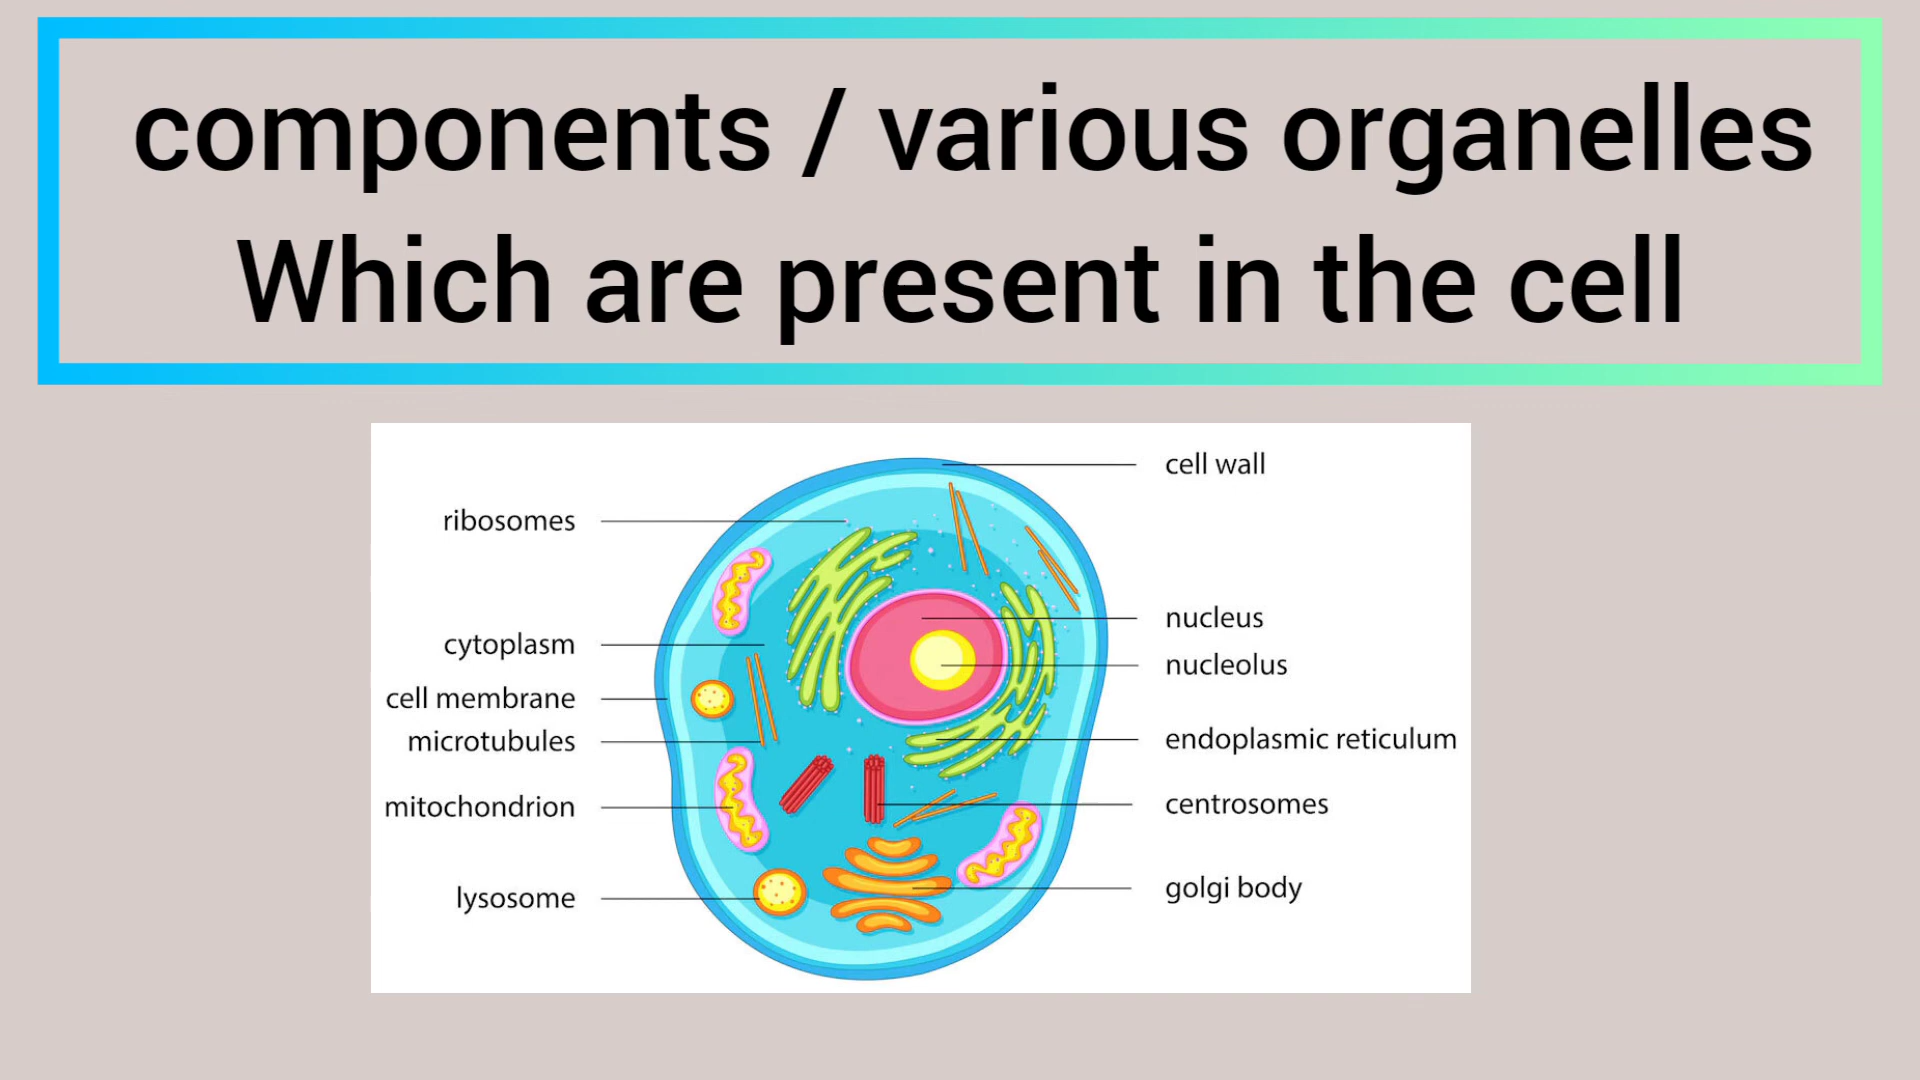 components / various organelles
Which are present in the cell
cell wall
ribosomes
nucleus
cytoplasm
nucleolus
cell membrane
microtubules
endoplasmic reticulum
mitochondrion
centrosomes
lysosome
golgi body